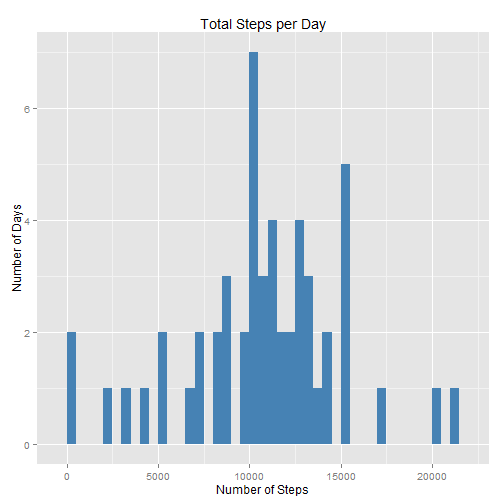 Total Steps per Day
Number of Days
6
4
2
0
0 5000 10000 15000 20000
Number of Steps